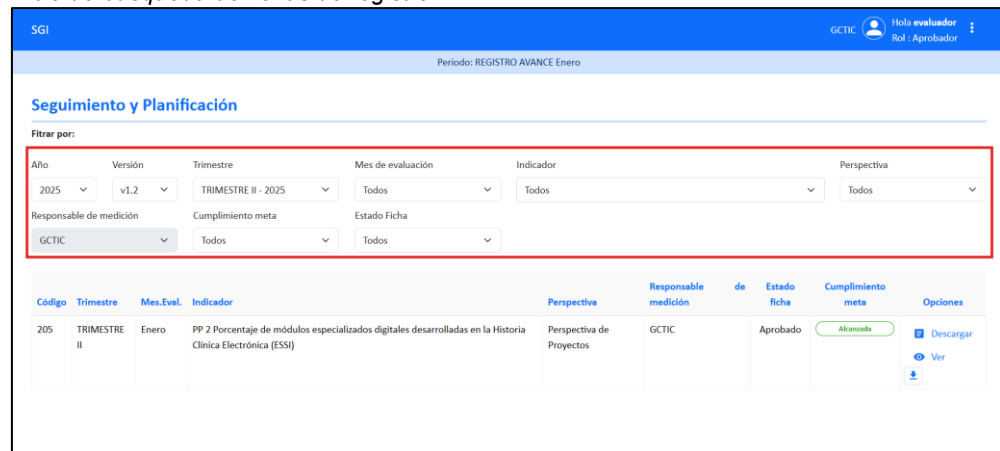 SGI
GCTIC
Hola evaluador
Rol : Aprobador
Periodo: REGISTRO AVANCE Enero
Seguimiento y Planificación
Fitrar por:
Año Versión Trimestre Mes de evaluación Indicador Perspectiva
2025 v1.2 TRIMESTRE II - 2025 Todos Todos Todos
Responsable de medición Cumplimiento meta Estado Ficha
GCTIC Todos Todos
Código Trimestre Mes.Eval. Indicador Perspectiva Responsable de medición Estado ficha Cumplimiento meta Opciones
205 TRIMESTRE II Enero PP 2 Porcentaje de módulos especializados digitales desarrolladas en la Historia Clínica Electrónica (ESSI) Perspectiva de Proyectos GCTIC Aprobado Alcanzada Descargar
Ver